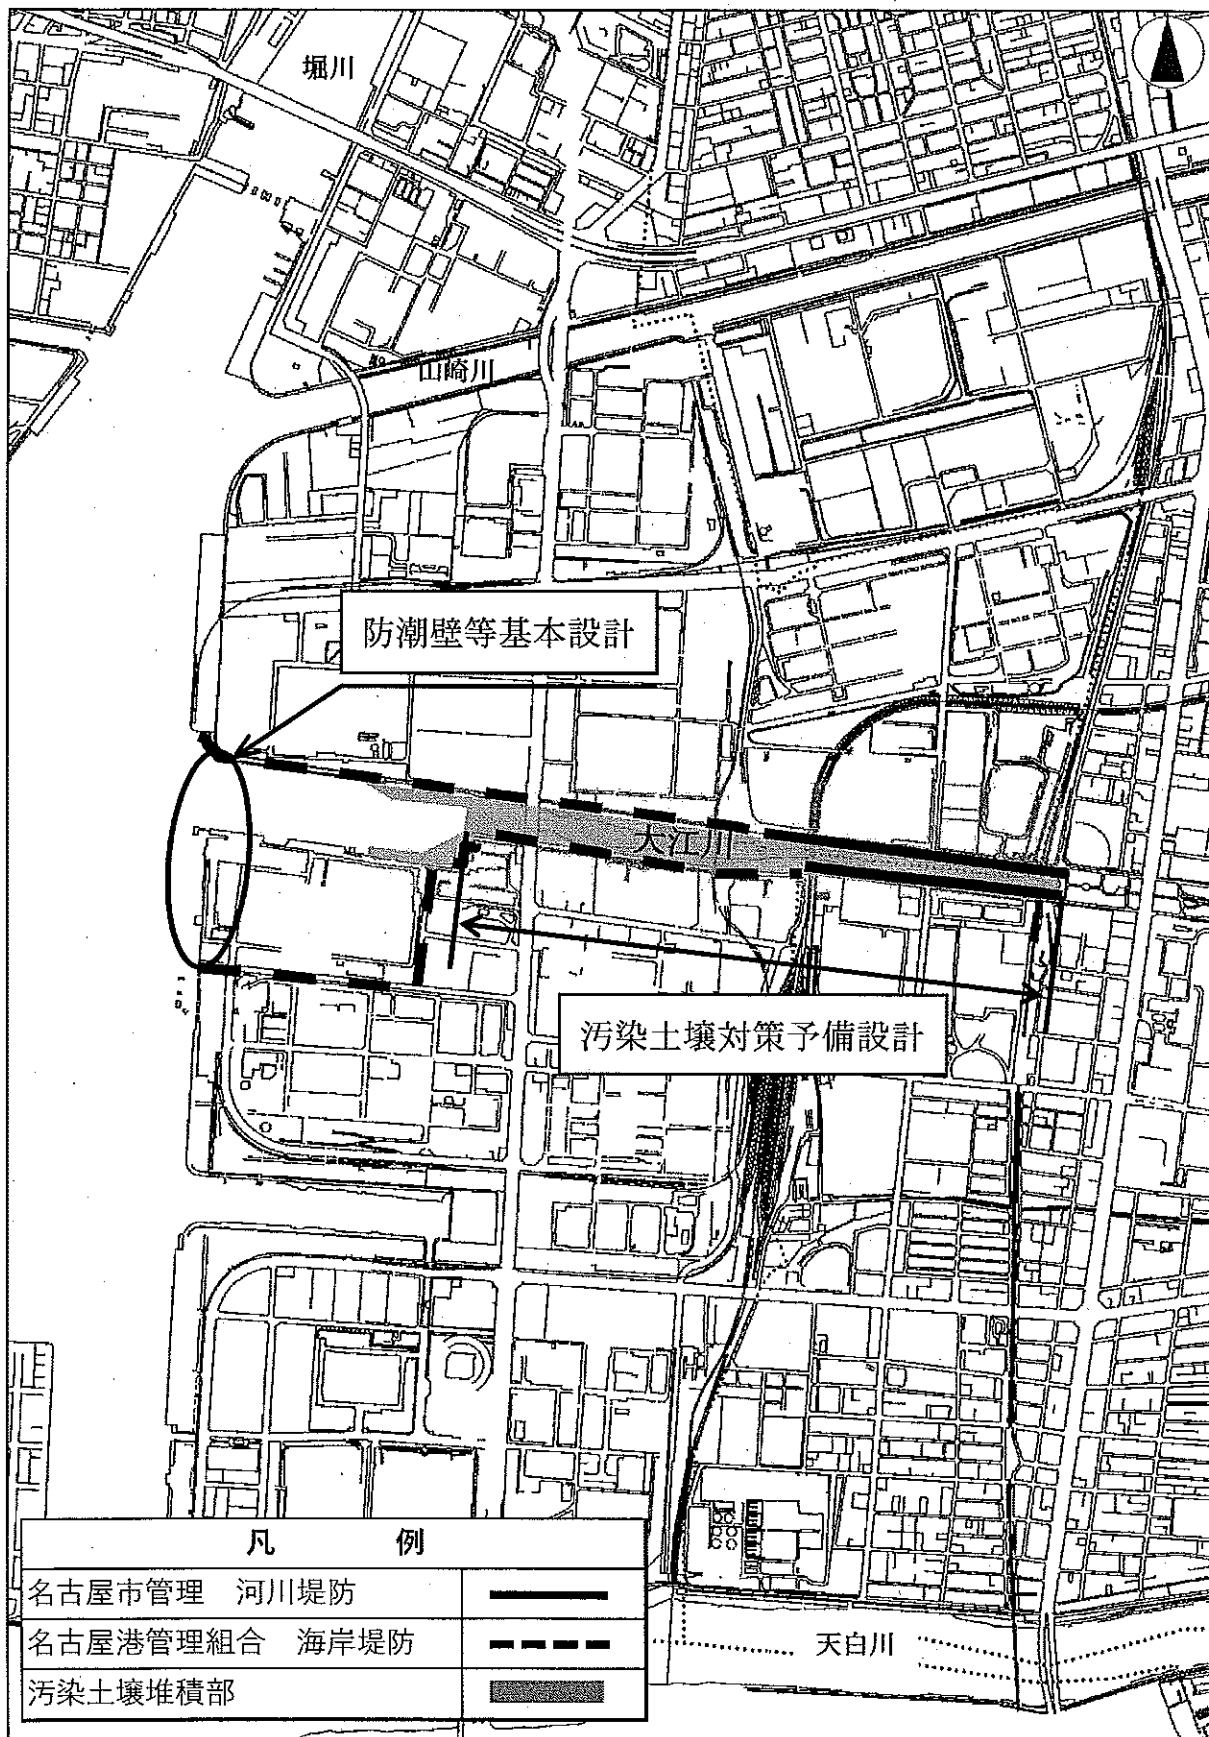 堀川
山崎川
防潮壁等基本設計
大江川
汚染土壌対策予備設計
凡　例
名古屋市管理　河川堤防
名古屋港管理組合　海岸堤防
天白川
汚染土壌堆積部